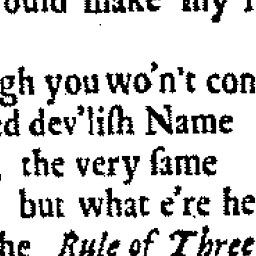 ould make my
gh you wo'n't con
ed dev'liſh Name
, the very ſame
but what e're he
he Rule of Three